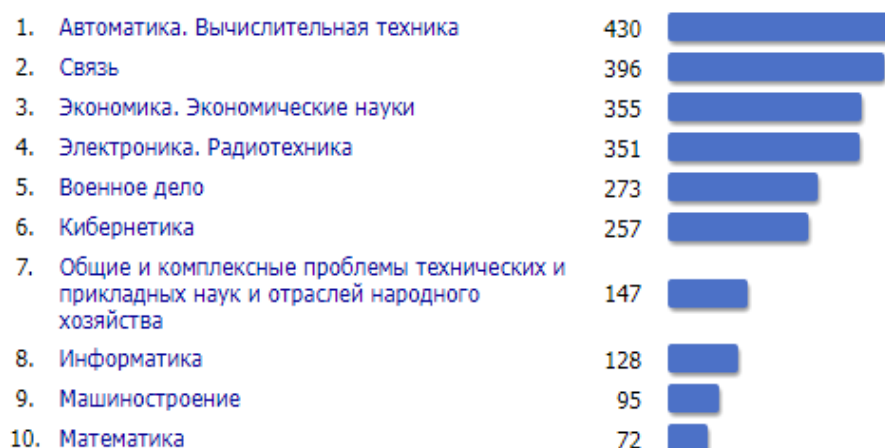 1. Автоматика. Вычислительная техника 430
2. Связь 396
3. Экономика. Экономические науки 355
4. Электроника. Радиотехника 351
5. Военное дело 273
6. Кибернетика 257
7. Общие и комплексные проблемы технических и
прикладных наук и отраслей народного 147
хозяйства
8. Информатика 128
9. Машиностроение 95
10. Математика 72